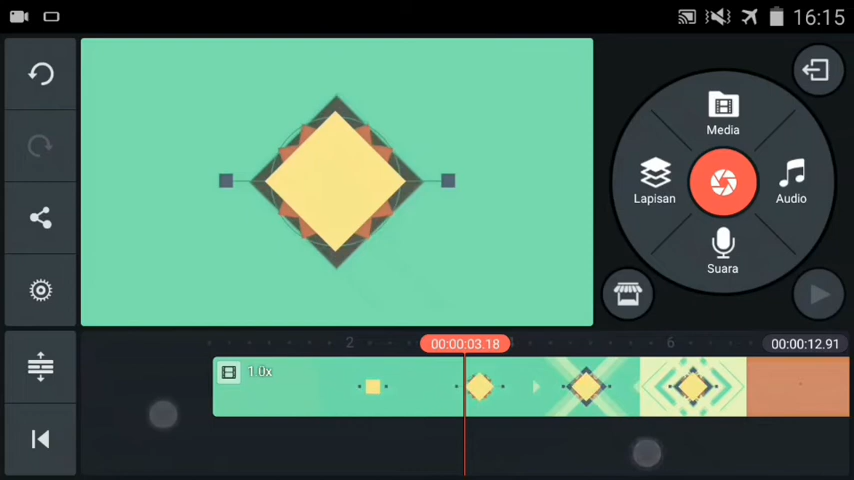 16:15
Media
Lapisan
Audio
Suara
2
00:00:03.18
6
00:00:12.91
1.0x